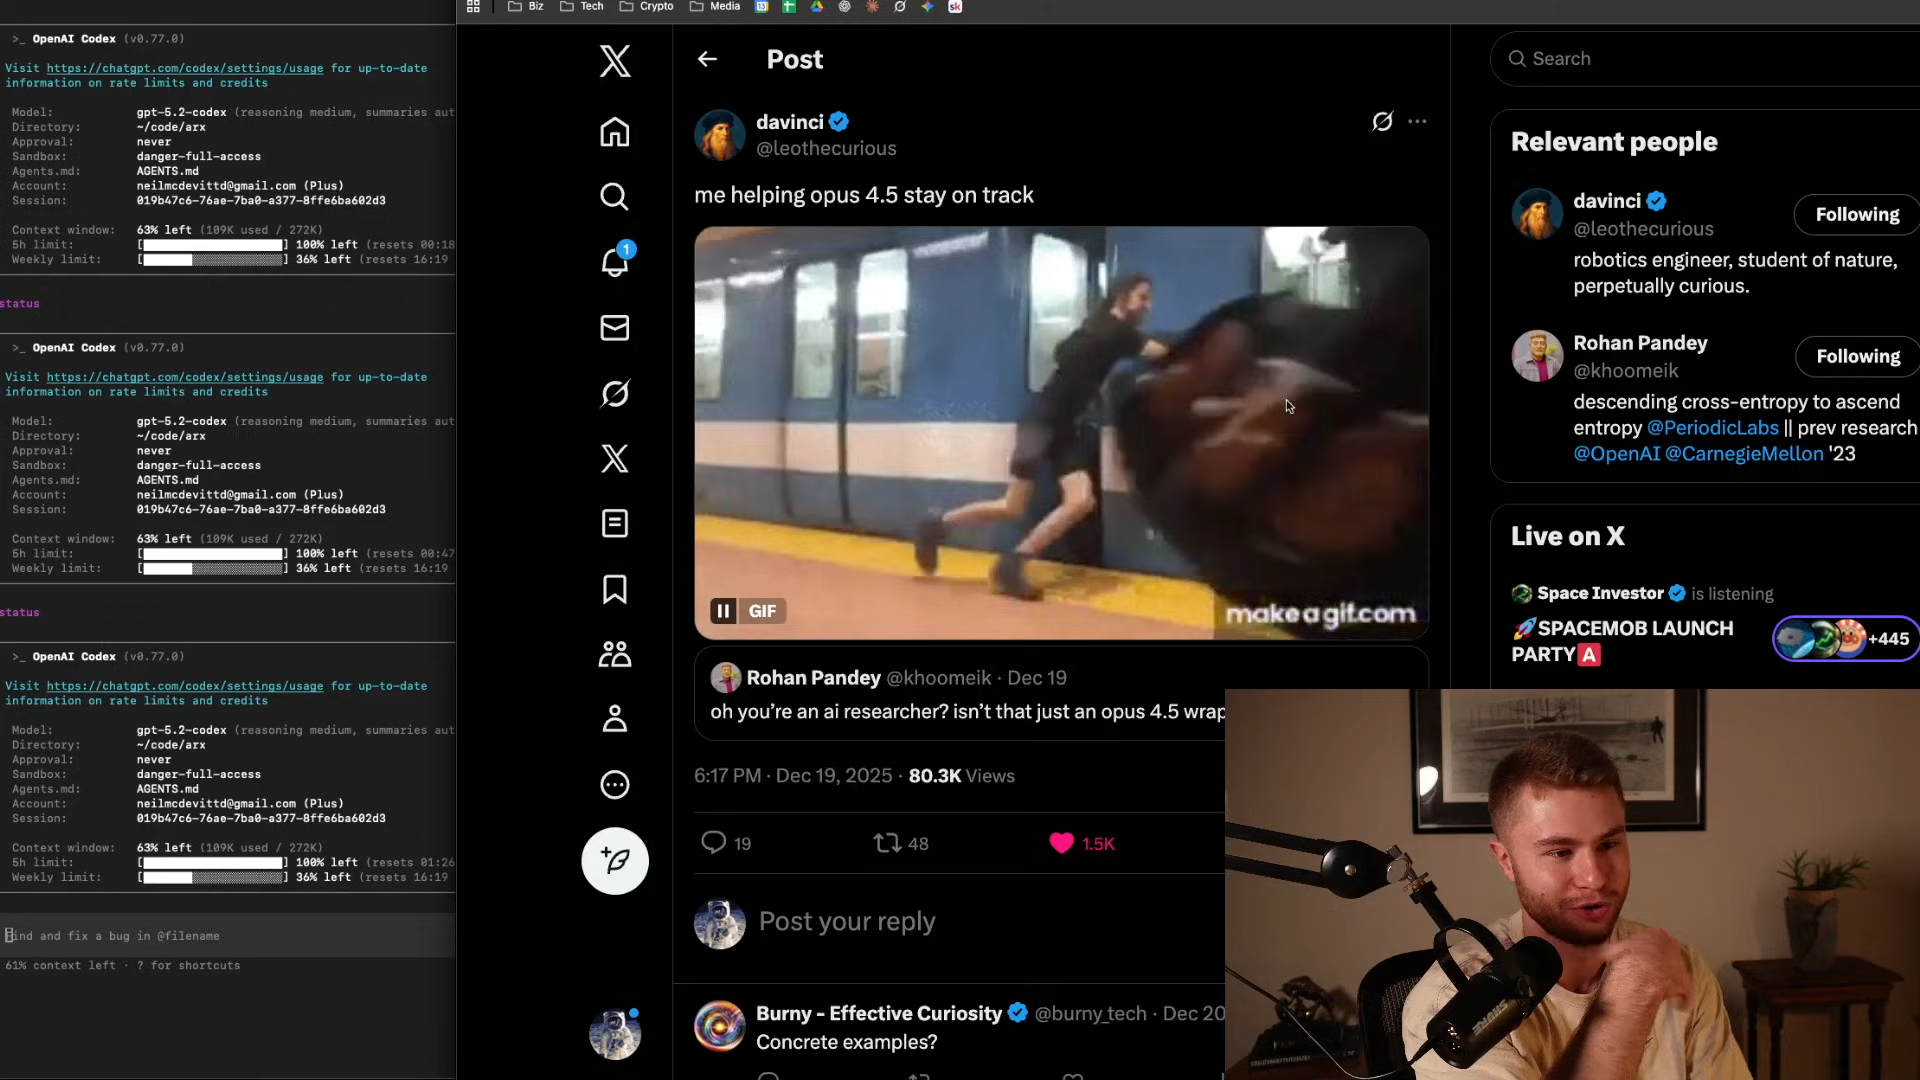 >_ OpenAI Codex (v0.77.0)
Visit https://chatgpt.com/codex/settings/usage for up-to-date
information on rate limits and credits
Model: gpt-5.2-codex (reasoning medium, summaries aut
Directory: ~/code/arx
Approval: never
Sandbox: danger-full-access
Agents.md: AGENTS.md
Account: neilmcdevittd@gmail.com (Plus)
Session: 019b47c6-76ae-7ba0-a377-8ffe6ba602d3
Context window: 63% left (109K used / 272K)
5h limit: [ ] 100% left (resets 00:18
Weekly limit: [ ] 36% left (resets 16:19
status
>_ OpenAI Codex (v0.77.0)
Visit https://chatgpt.com/codex/settings/usage for up-to-date
information on rate limits and credits
Model: gpt-5.2-codex (reasoning medium, summaries aut
Directory: ~/code/arx
Approval: never
Sandbox: danger-full-access
Agents.md: AGENTS.md
Account: neilmcdevittd@gmail.com (Plus)
Session: 019b47c6-76ae-7ba0-a377-8ffe6ba602d3
Context window: 63% left (109K used / 272K)
5h limit: [ ] 100% left (resets 00:47
Weekly limit: [ ] 36% left (resets 16:19
status
>_ OpenAI Codex (v0.77.0)
Visit https://chatgpt.com/codex/settings/usage for up-to-date
information on rate limits and credits
Model: gpt-5.2-codex (reasoning medium, summaries aut
Directory: ~/code/arx
Approval: never
Sandbox: danger-full-access
Agents.md: AGENTS.md
Account: neilmcdevittd@gmail.com (Plus)
Session: 019b47c6-76ae-7ba0-a377-8ffe6ba602d3
Context window: 63% left (109K used / 272K)
5h limit: [ ] 100% left (resets 01:26
Weekly limit: [ ] 36% left (resets 16:19
ind and fix a bug in @filename
61% context left · ? for shortcuts
Biz Tech Crypto Media
Post
davinci
@leothecurious
me helping opus 4.5 stay on track
GIF
makeagif.com
Rohan Pandey @khoomeik · Dec 19
oh you're an ai researcher? isn't that just an opus 4.5 wrap
6:17 PM · Dec 19, 2025 · 80.3K Views
19 48 1.5K
Post your reply
Burny - Effective Curiosity @burny_tech · Dec 20
Concrete examples?
1
Search
Relevant people
davinci
@leothecurious
Following
robotics engineer, student of nature,
perpetually curious.
Rohan Pandey
@khoomeik
Following
descending cross-entropy to ascend
entropy @PeriodicLabs || prev research
@OpenAI @CarnegieMellon '23
Live on X
Space Investor is listening
🚀SPACEMOB LAUNCH
PARTY🅰️
+445
SHURE